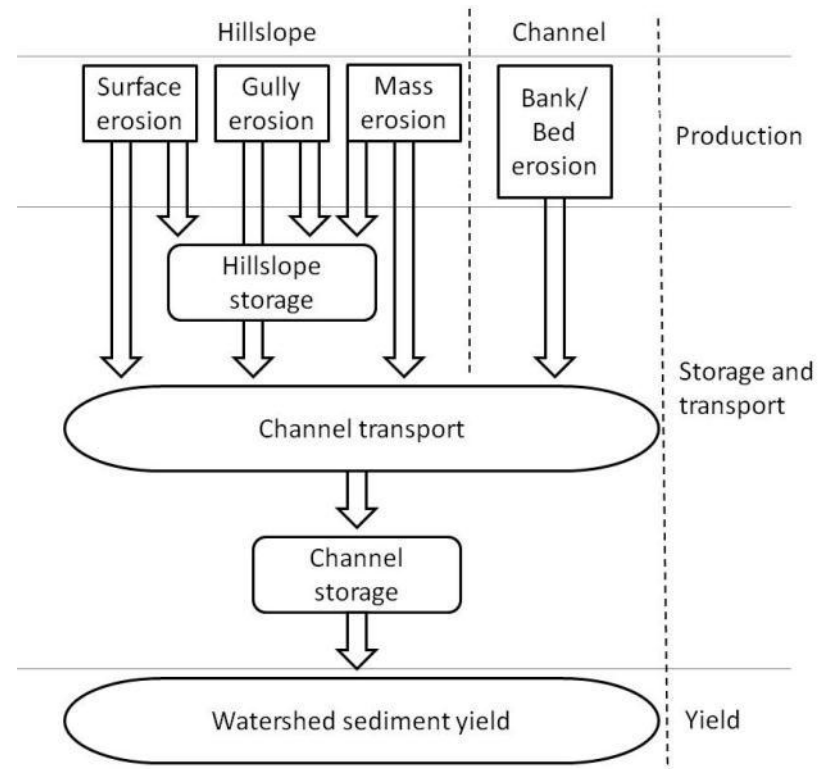 Hillslope
Channel
Surface
erosion
Gully
erosion
Mass
erosion
Bank/
Bed
erosion
Production
Hillslope
storage
Storage and
transport
Channel transport
Channel
storage
Watershed sediment yield
Yield